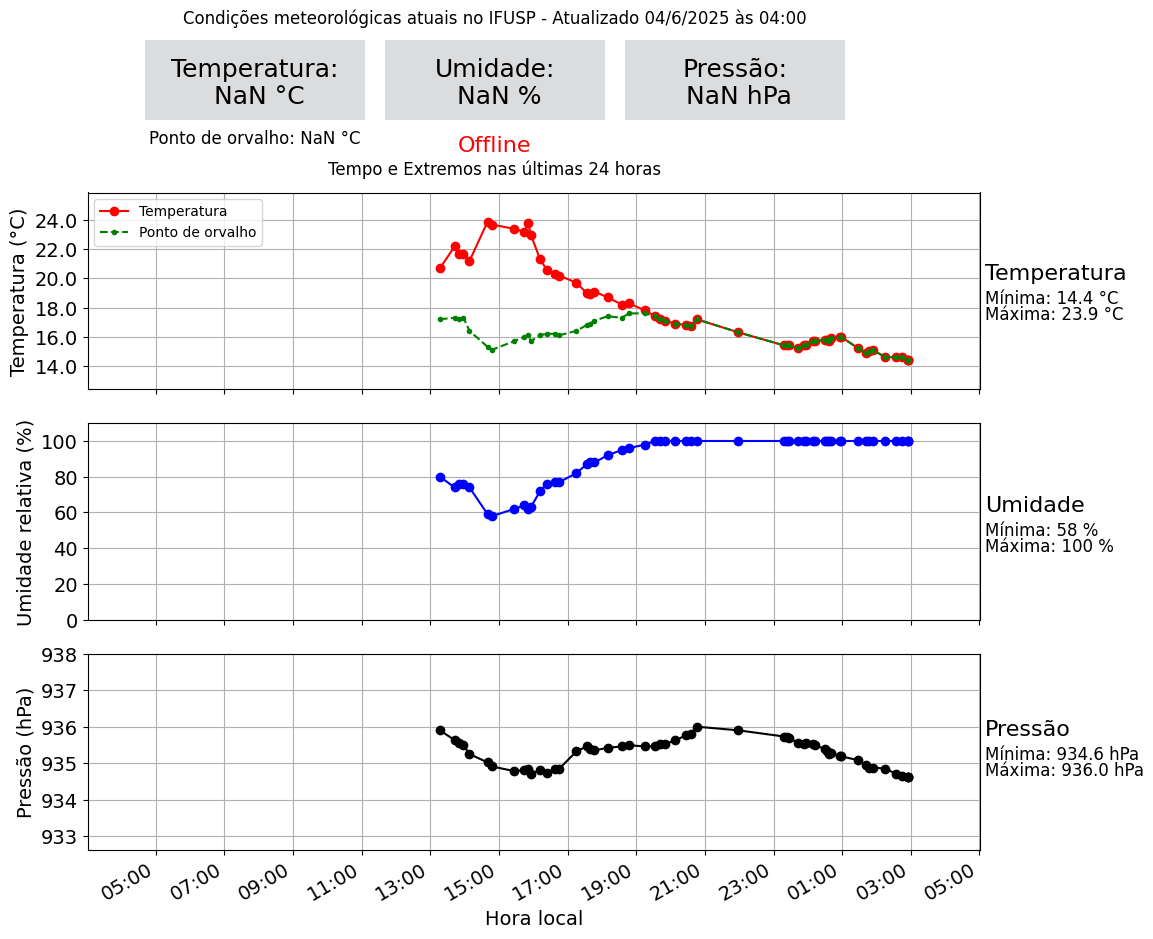 Condições meteorológicas atuais no IFUSP - Atualizado 04/6/2025 às 04:00
Temperatura:
NaN °C
Umidade:
NaN %
Pressão:
NaN hPa
Ponto de orvalho: NaN °C
Offline
Tempo e Extremos nas últimas 24 horas
Temperatura (°C)
24.0
22.0
20.0
18.0
16.0
14.0
Temperatura
Ponto de orvalho
Temperatura
Mínima: 14.4 °C
Máxima: 23.9 °C
Umidade relativa (%)
100
80
60
40
20
0
Umidade
Mínima: 58 %
Máxima: 100 %
Pressão (hPa)
938
937
936
935
934
933
Pressão
Mínima: 934.6 hPa
Máxima: 936.0 hPa
05:00
07:00
09:00
11:00
13:00
15:00
17:00
19:00
21:00
23:00
01:00
03:00
05:00
Hora local